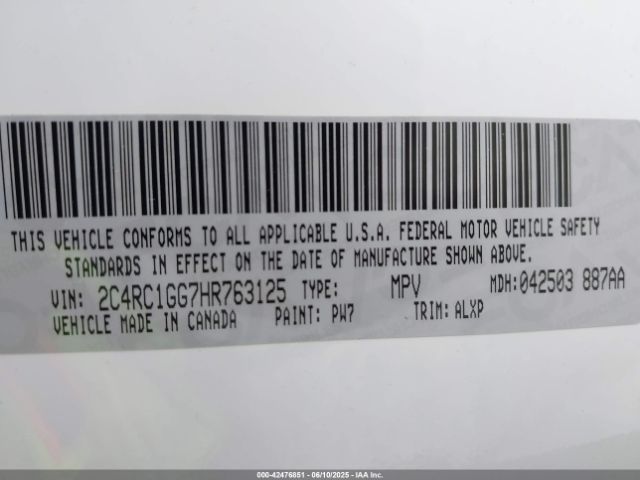 THIS VEHICLE CONFORMS TO ALL APPLICABLE U.S.A. FEDERAL MOTOR VEHICLE SAFETY
STANDARDS IN EFFECT ON THE DATE OF MANUFACTURE SHOWN ABOVE.
VIN: 2C4RC1GG7HR763125 TYPE: MPV MDH:042503 887AA
VEHICLE MADE IN CANADA PAINT: PW7 TRIM: ALXP
000-42476851 - 06/10/2025 - IAA Inc.